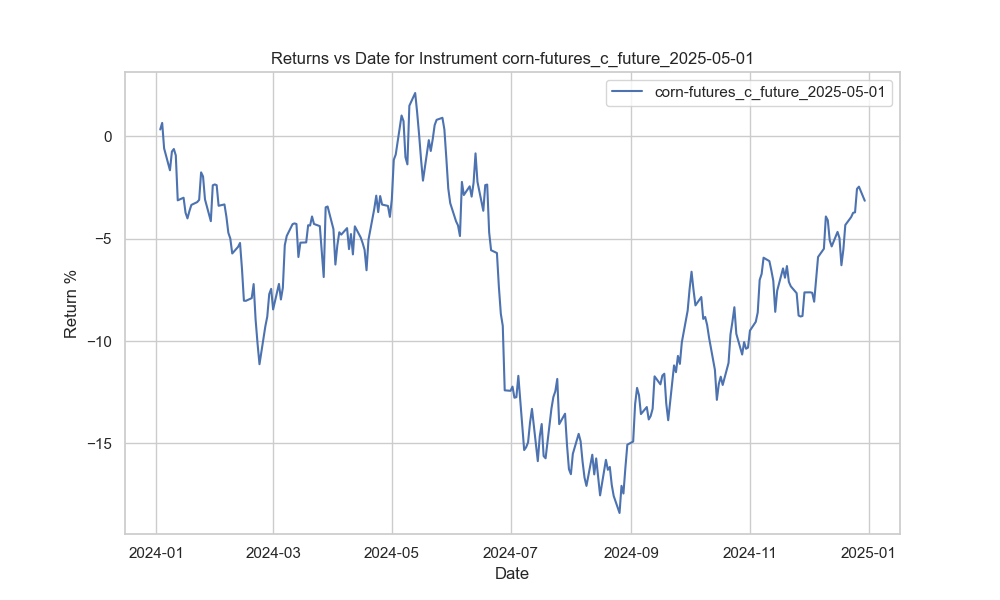 Returns vs Date for Instrument corn-futures_c_future_2025-05-01
corn-futures_c_future_2025-05-01
Return %
0
−5
−10
−15
2024-01 2024-03 2024-05 2024-07 2024-09 2024-11 2025-01
Date